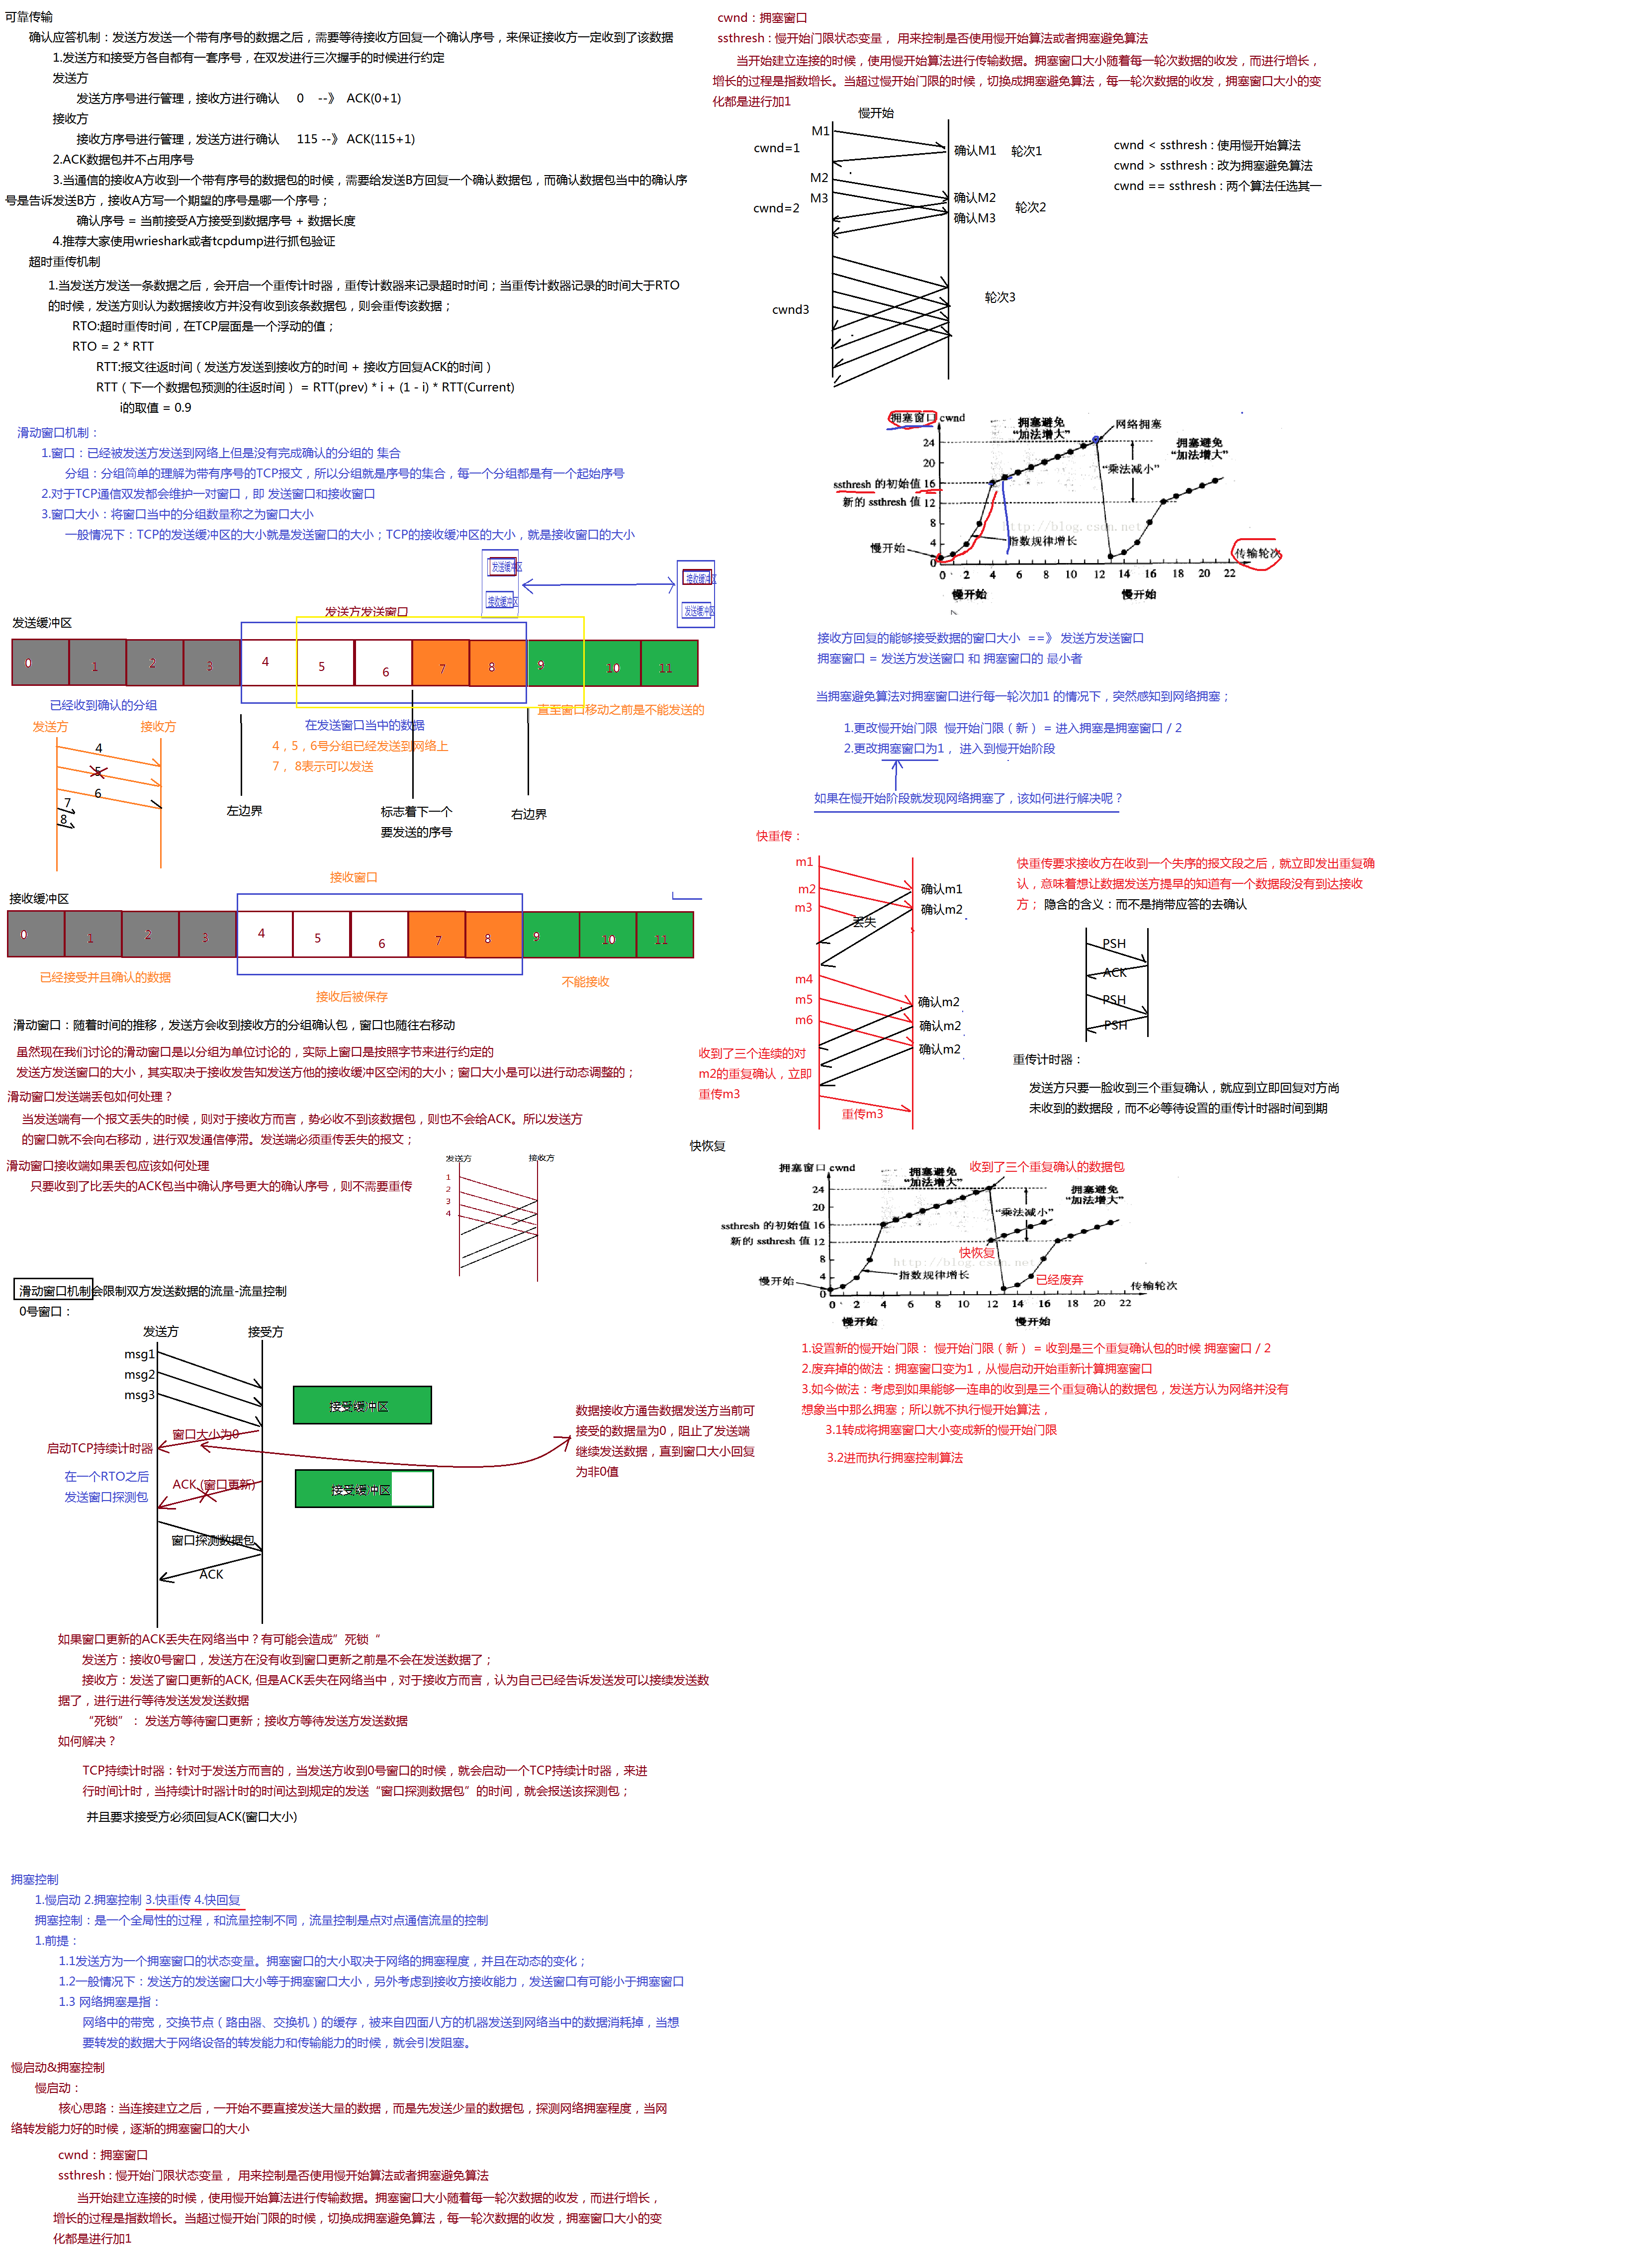 可靠传输
确认应答机制：发送方发送一个带有序号的数据之后，需要等待接收方回复一个确认序号，来保证接收方一定收到了该数据
1.发送方和接受方各自都有一套序号，在双发进行三次握手的时候进行约定
发送方
发送方序号进行管理，接收方进行确认 0 --》 ACK(0+1)
接收方
接收方序号进行管理，发送方进行确认 115 --》 ACK(115+1)
2.ACK数据包并不占用序号
3.当通信的接收A方收到一个带有序号的数据包的时候，需要给发送B方回复一个确认数据包，而确认数据包当中的确认序
号是告诉发送B方，接收A方写一个期望的序号是哪一个序号；
确认序号 = 当前接受A方接受到数据序号 + 数据长度
4.推荐大家使用wrieshark或者tcpdump进行抓包验证
超时重传机制
1.当发送方发送一条数据之后，会开启一个重传计时器，重传计数器来记录超时时间；当重传计数器记录的时间大于RTO
的时候，发送方则认为数据接收方并没有收到该条数据包，则会重传该数据；
RTO:超时重传时间，在TCP层面是一个浮动的值；
RTO = 2 * RTT
RTT:报文往返时间（发送方发送到接收方的时间 + 接收方回复ACK的时间）
RTT（下一个数据包预测的往返时间）= RTT(prev) * i + (1 - i) * RTT(Current)
i的取值 = 0.9
滑动窗口机制：
1.窗口：已经被发送方发送到网络上但是没有完成确认的分组的 集合
分组：分组简单的理解为带有序号的TCP报文，所以分组就是序号的集合，每一个分组都是有一个起始序号
2.对于TCP通信双发都会维护一对窗口，即 发送窗口和接收窗口
3.窗口大小：将窗口当中的分组数量称之为窗口大小
一般情况下：TCP的发送缓冲区的大小就是发送窗口的大小；TCP的接收缓冲区的大小，就是接收窗口的大小
发送缓冲区
接收缓冲区
接收缓冲区
发送缓冲区
发送方发送窗口
发送缓冲区
0 1 2 3 4 5 6 7 8 9 10 11
已经收到确认的分组
在发送窗口当中的数据
直至窗口移动之前是不能发送的
4，5，6号分组已经发送到网络上
7， 8表示可以发送
发送方
接收方
4
5
6
7
8
左边界
标志着下一个
要发送的序号
右边界
接收窗口
接收缓冲区
0 1 2 3 4 5 6 7 8 9 10 11
已经接受并且确认的数据
接收后被保存
不能接收
滑动窗口：随着时间的推移，发送方会收到接收方的分组确认包，窗口也随往右移动
虽然现在我们讨论的滑动窗口是以分组为单位讨论的，实际上窗口是按照字节来进行约定的
发送方发送窗口的大小，其实取决于接收发告知发送方他的接收缓冲区空闲的大小；窗口大小是可以进行动态调整的；
滑动窗口发送端丢包如何处理？
当发送端有一个报文丢失的时候，则对于接收方而言，势必收不到该数据包，则也不会给ACK。所以发送方
的窗口就不会向右移动，进行双发通信停滞。发送端必须重传丢失的报文；
滑动窗口接收端如果丢包应该如何处理
只要收到了比丢失的ACK包当中确认序号更大的确认序号，则不需要重传
发送方
接收方
1
2
3
4
滑动窗口机制会限制双方发送数据的流量-流量控制
0号窗口：
发送方
接受方
msg1
msg2
msg3
接受缓冲区
窗口大小为0
启动TCP持续计时器
数据接收方通告数据发送方当前可
接受的数据量为0，阻止了发送端
继续发送数据，直到窗口大小回复
为非0值
在一个RTO之后
发送窗口探测包
ACK (窗口更新)
接受缓冲区
窗口探测数据包
ACK
如果窗口更新的ACK丢失在网络当中？有可能会造成”死锁“
发送方：接收0号窗口，发送方在没有收到窗口更新之前是不会在发送数据了；
接收方：发送了窗口更新的ACK, 但是ACK丢失在网络当中，对于接收方而言，认为自己已经告诉发送发可以接续发送数
据了，进行进行等待发送发发送数据
“死锁”： 发送方等待窗口更新；接收方等待发送方发送数据
如何解决？
TCP持续计时器：针对于发送方而言的，当发送方收到0号窗口的时候，就会启动一个TCP持续计时器，来进
行时间计时，当持续计时器计时的时间达到规定的发送“窗口探测数据包”的时间，就会报送该探测包；
并且要求接受方必须回复ACK(窗口大小)
拥塞控制
1.慢启动 2.拥塞控制 3.快重传 4.快回复
拥塞控制：是一个全局性的过程，和流量控制不同，流量控制是点对点通信流量的控制
1.前提：
1.1发送方为一个拥塞窗口的状态变量。拥塞窗口的大小取决于网络的拥塞程度，并且在动态的变化；
1.2一般情况下：发送方的发送窗口大小等于拥塞窗口大小，另外考虑到接收方接收能力，发送窗口有可能小于拥塞窗口
1.3 网络拥塞是指：
网络中的带宽，交换节点（路由器、交换机）的缓存，被来自四面八方的机器发送到网络当中的数据消耗掉，当想
要转发的数据大于网络设备的转发能力和传输能力的时候，就会引发阻塞。
慢启动&拥塞控制
慢启动：
核心思路：当连接建立之后，一开始不要直接发送大量的数据，而是先发送少量的数据包，探测网络拥塞程度，当网
络转发能力好的时候，逐渐的拥塞窗口的大小
cwnd：拥塞窗口
ssthresh : 慢开始门限状态变量， 用来控制是否使用慢开始算法或者拥塞避免算法
当开始建立连接的时候，使用慢开始算法进行传输数据。拥塞窗口大小随着每一轮次数据的收发，而进行增长，
增长的过程是指数增长。当超过慢开始门限的时候，切换成拥塞避免算法，每一轮次数据的收发，拥塞窗口大小的变
化都是进行加1
cwnd：拥塞窗口
ssthresh : 慢开始门限状态变量， 用来控制是否使用慢开始算法或者拥塞避免算法
当开始建立连接的时候，使用慢开始算法进行传输数据。拥塞窗口大小随着每一轮次数据的收发，而进行增长，
增长的过程是指数增长。当超过慢开始门限的时候，切换成拥塞避免算法，每一轮次数据的收发，拥塞窗口大小的变
化都是进行加1
慢开始
M1
cwnd=1
确认M1 轮次1
M2
M3
cwnd=2
确认M2
确认M3
轮次2
cwnd3
轮次3
cwnd < ssthresh : 使用慢开始算法
cwnd > ssthresh : 改为拥塞避免算法
cwnd == ssthresh : 两个算法任选其一
拥塞窗口 cwnd
拥塞避免
“加法增大”
网络拥塞
拥塞避免
“加法增大”
“乘法减小”
24
20
ssthresh 的初始值 16
新的 ssthresh 值 12
8
4
0
http://blog.csdn.net
慢开始
指数规律增长
传输轮次
0 2 4 6 8 10 12 14 16 18 20 22
慢开始
慢开始
接收方回复的能够接受数据的窗口大小 ==》 发送方发送窗口
拥塞窗口 = 发送方发送窗口 和 拥塞窗口的 最小者
当拥塞避免算法对拥塞窗口进行每一轮次加1 的情况下，突然感知到网络拥塞；
1.更改慢开始门限 慢开始门限（新）= 进入拥塞是拥塞窗口 / 2
2.更改拥塞窗口为1， 进入到慢开始阶段
如果在慢开始阶段就发现网络拥塞了，该如何进行解决呢？
快重传：
m1
m2
m3
确认m1
确认m2
丢失
m4
m5
m6
确认m2
确认m2
确认m2
收到了三个连续的对
m2的重复确认，立即
重传m3
重传m3
快重传要求接收方在收到一个失序的报文段之后，就立即发出重复确
认，意味着想让数据发送方提早的知道有一个数据段没有到达接收
方； 隐含的含义：而不是捎带应答的去确认
PSH
ACK
PSH
PSH
重传计时器：
发送方只要一脸收到三个重复确认，就应到立即回复对方尚
未收到的数据段，而不必等待设置的重传计时器时间到期
快恢复
拥塞窗口 cwnd
拥塞避免
“加法增大”
收到了三个重复确认的数据包
拥塞避免
“加法增大”
“乘法减小”
24
20
ssthresh 的初始值 16
新的 ssthresh 值 12
8
4
0
快恢复
http://blog.csdn.net
慢开始
指数规律增长
已经废弃
传输轮次
0 2 4 6 8 10 12 14 16 18 20 22
慢开始
慢开始
1.设置新的慢开始门限： 慢开始门限（新）= 收到是三个重复确认包的时候 拥塞窗口 / 2
2.废弃掉的做法：拥塞窗口变为1，从慢启动开始重新计算拥塞窗口
3.如今做法：考虑到如果能够一连串的收到是三个重复确认的数据包，发送方认为网络并没有
想象当中那么拥塞；所以就不执行慢开始算法，
3.1转成将拥塞窗口大小变成新的慢开始门限
3.2进而执行拥塞控制算法